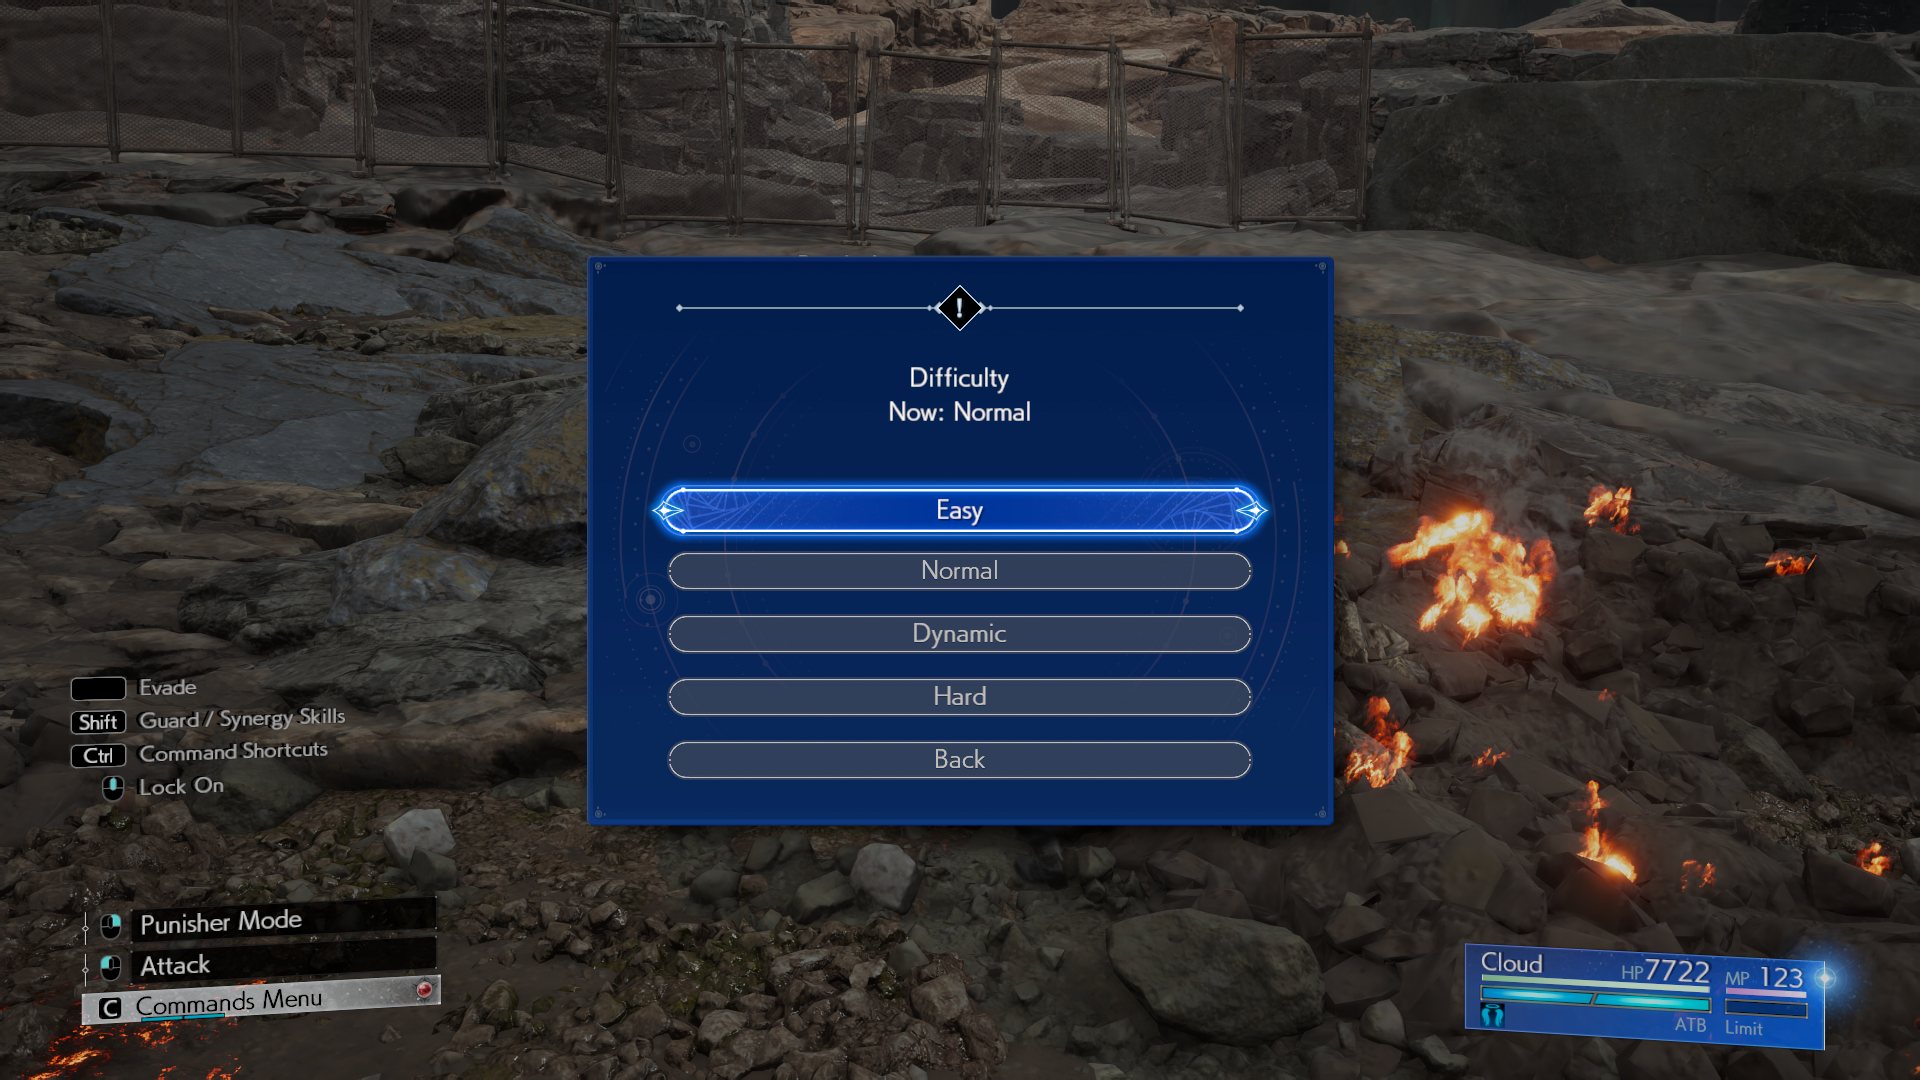 !
Difficulty
Now: Normal
Easy
Normal
Dynamic
Hard
Back
Evade
Shift Guard / Synergy Skills
Ctrl Command Shortcuts
Lock On
Punisher Mode
Attack
C Commands Menu
Cloud HP 7722 MP 123
ATB Limit